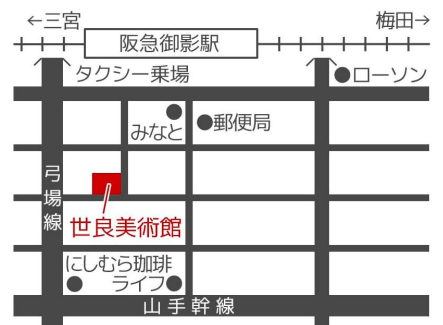 ←三宮
梅田→
阪急御影駅
タクシー乗場
●ローソン
みなと
●郵便局
弓場線
世良美術館
にしむら珈琲
ライフ●
山手幹線